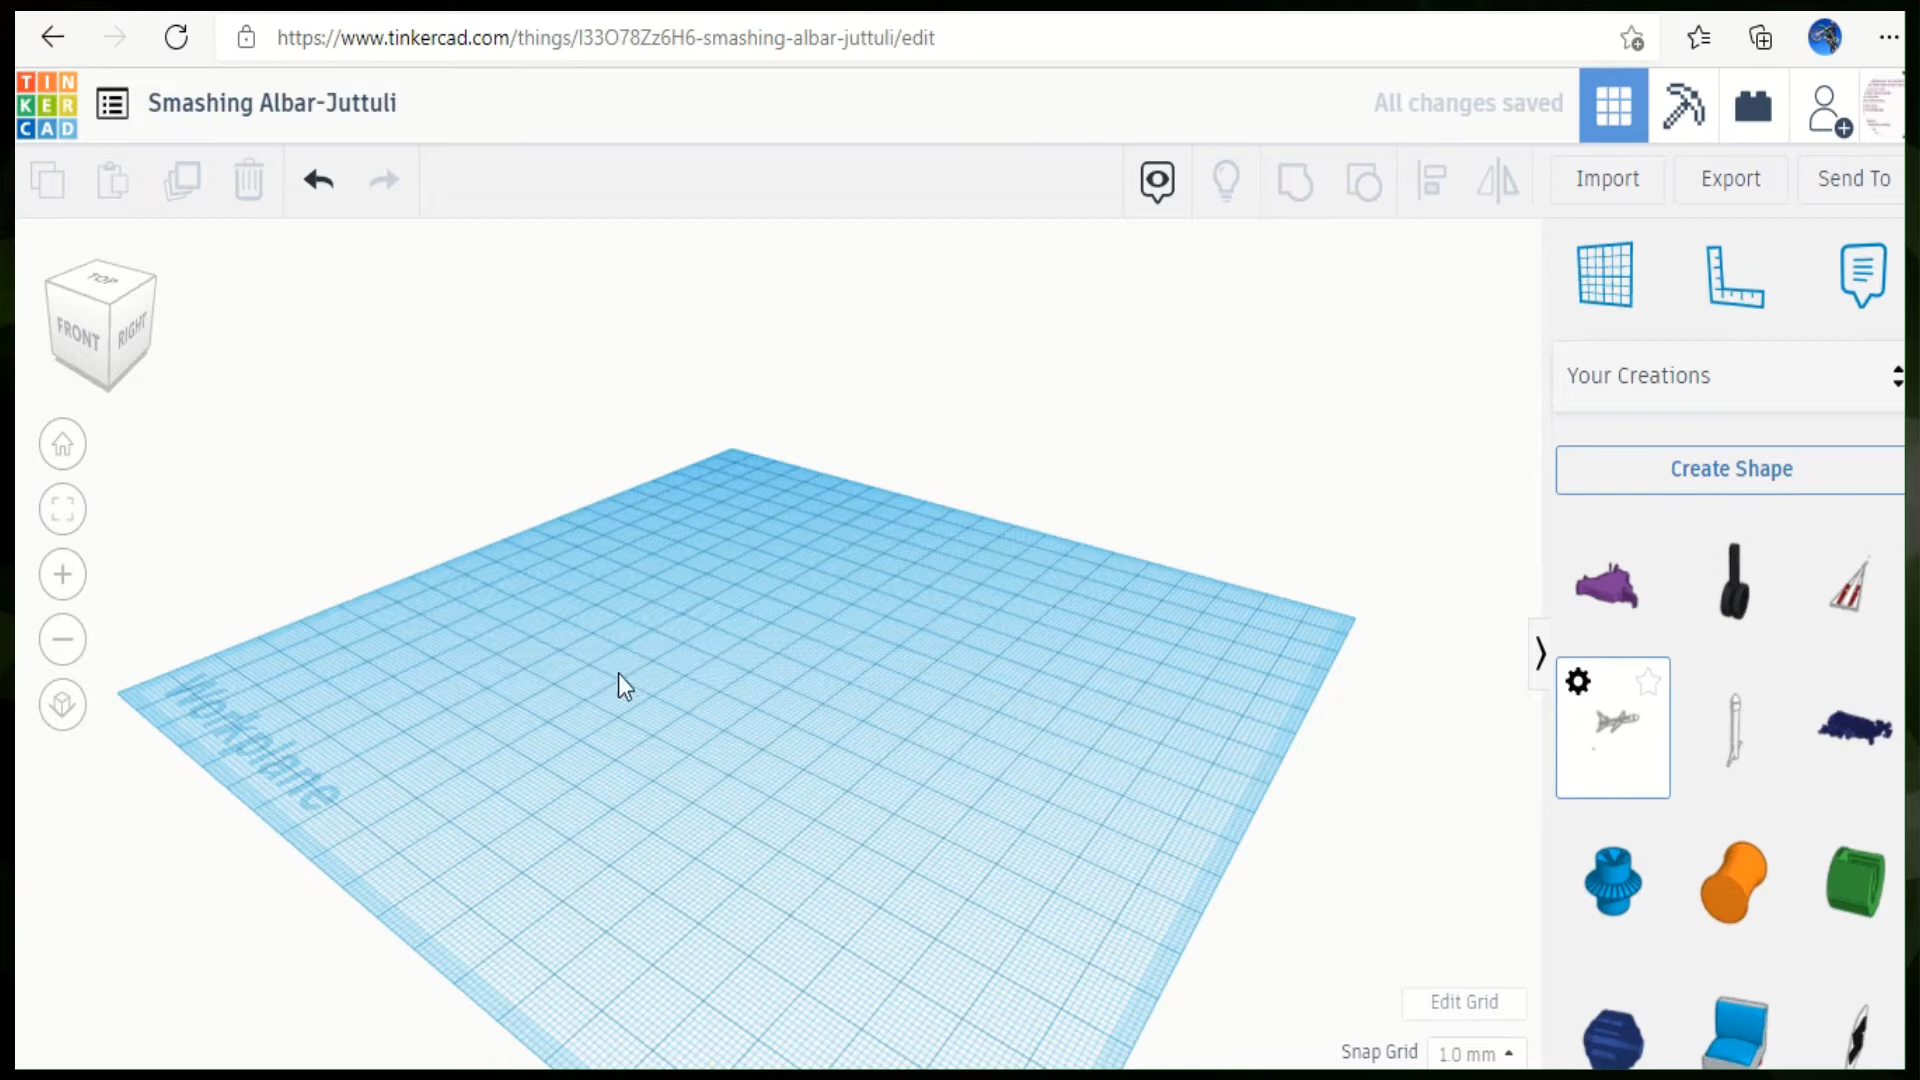 https://www.tinkercad.com/things/l33O78Zz6H6-smashing-albar-juttuli/edit
TIN
KER
CAD
Smashing Albar-Juttuli
All changes saved
Import
Export
Send To
TOP
FRONT
RIGHT
Your Creations
Create Shape
Workplane
Edit Grid
Snap Grid
1.0 mm